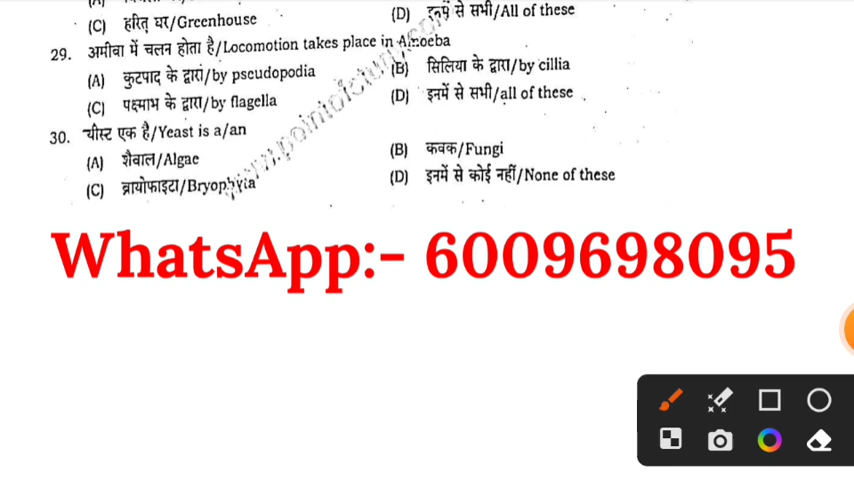 (C) हरित् घर/Greenhouse
(D) इनमें से सभी/All of these
29. अमीबा में चलन होता है/Locomotion takes place in Amoeba
(A) कुटपाद के द्वारा/by pseudopodia
(B) सिलिया के द्वारा/by cillia
(C) पक्ष्माभ के द्वारा/by flagella
(D) इनमें से सभी/all of these
30. यीस्ट एक है/Yeast is a/an
(A) शैवाल/Algae
(B) कवक/Fungi
(C) ब्रायोफाइटा/Bryophyta
(D) इनमें से कोई नहीं/None of these
WhatsApp:- 6009698095